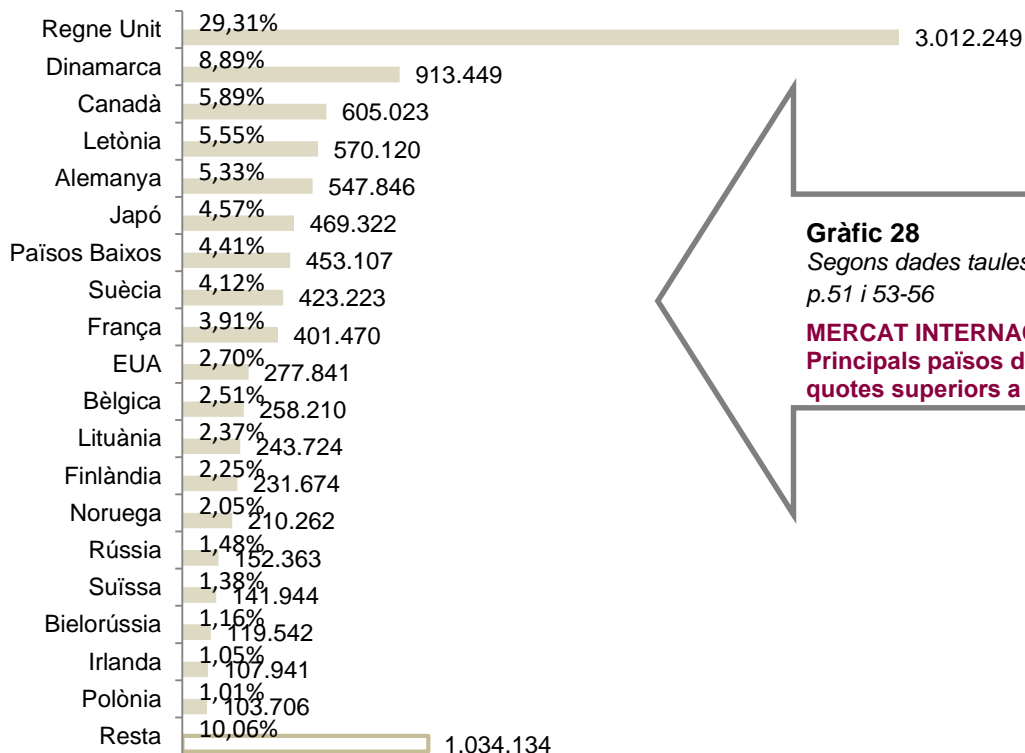 Regne Unit 29,31% 3.012.249
Dinamarca 8,89% 913.449
Canadà 5,89% 605.023
Letònia 5,55% 570.120
Alemanya 5,33% 547.846
Japó 4,57% 469.322
Països Baixos 4,41% 453.107
Suècia 4,12% 423.223
França 3,91% 401.470
EUA 2,70% 277.841
Bèlgica 2,51% 258.210
Lituània 2,37% 243.724
Finlàndia 2,25% 231.674
Noruega 2,05% 210.262
Rússia 1,48% 152.363
Suïssa 1,38% 141.944
Bielorússia 1,16% 119.542
Irlanda 1,05% 107.941
Polònia 1,01% 103.706
Resta 10,06% 1.034.134
Gràfic 28
Segons dades taules
p.51 i 53-56
MERCAT INTERNAC
Principals països d
quotes superiors a